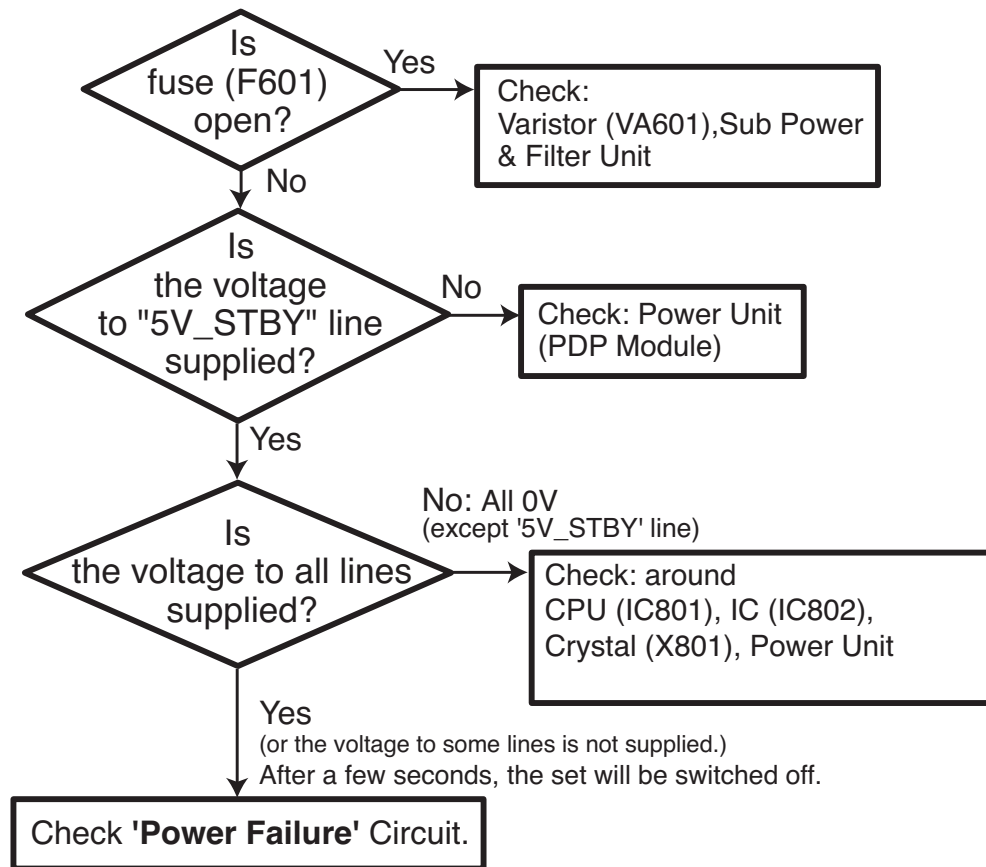 Is
fuse (F601)
open?
Yes
Check:
Varistor (VA601),Sub Power
& Filter Unit
No
Is
the voltage
to "5V_STBY" line
supplied?
No
Check: Power Unit
(PDP Module)
Yes
Is
the voltage to all lines
supplied?
No: All 0V
(except '5V_STBY' line)
Check: around
CPU (IC801), IC (IC802),
Crystal (X801), Power Unit
Yes
(or the voltage to some lines is not supplied.)
After a few seconds, the set will be switched off.
Check 'Power Failure' Circuit.